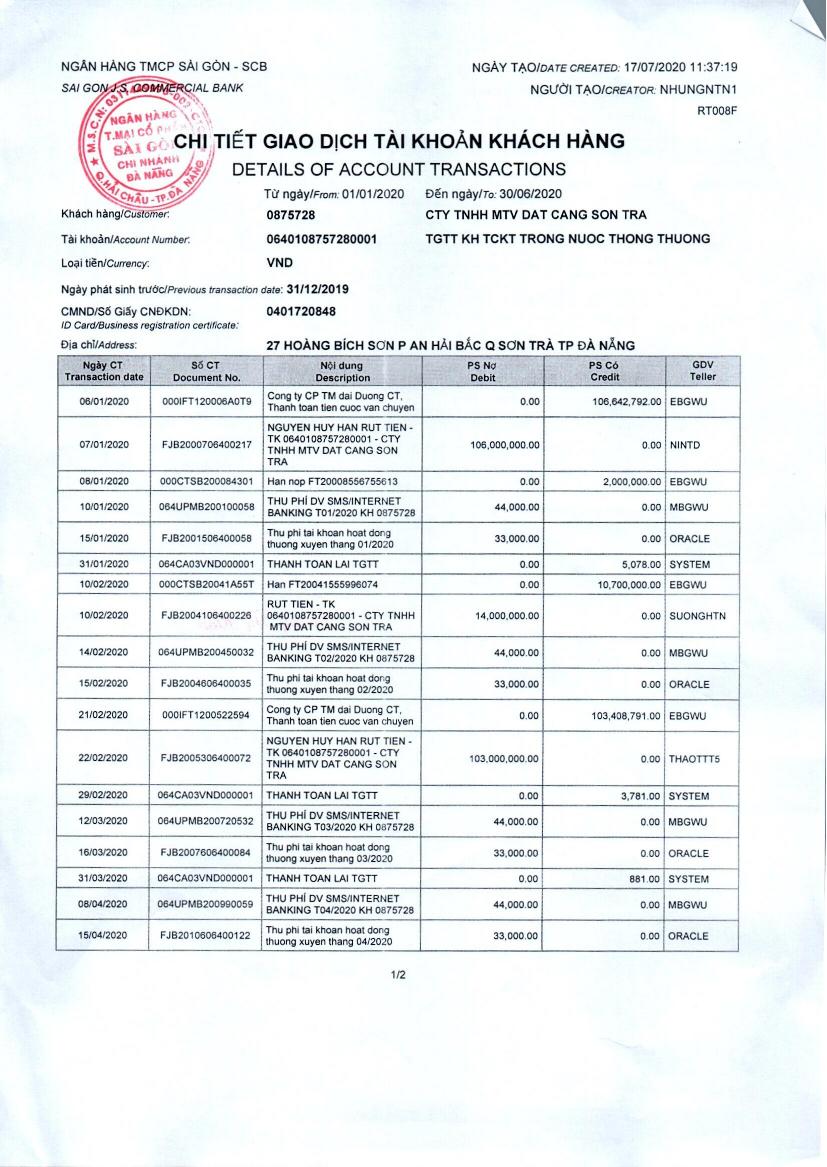 NGÂN HÀNG TMCP SÀI GÒN - SCB
SAI GON J.S. COMMERCIAL BANK
NGÀY TẠO/DATE CREATED: 17/07/2020 11:37:19
NGƯỜI TẠO/CREATOR: NHUNGNTN1
RT008F
NGÂN HÀNG
T.MẠI CỔ PHẦN
SÀI GÒN
CHI NHÁNH
ĐÀ NẴNG
Q.HẢI CHÂU-TP.ĐÀ NẴNG
CHI TIẾT GIAO DỊCH TÀI KHOẢN KHÁCH HÀNG
DETAILS OF ACCOUNT TRANSACTIONS
Từ ngày/From: 01/01/2020 Đến ngày/To: 30/06/2020
Khách hàng/Customer: 0875728 CTY TNHH MTV DAT CANG SON TRA
Tài khoản/Account Number: 0640108757280001 TGTT KH TCKT TRONG NUOC THONG THUONG
Loại tiền/Currency: VND
Ngày phát sinh trước/Previous transaction date: 31/12/2019
CMND/Số Giấy CNĐKDN: 0401720848
ID Card/Business registration certificate:
Địa chỉ/Address: 27 HOÀNG BÍCH SƠN P AN HẢI BẮC Q SƠN TRÀ TP ĐÀ NẴNG
Ngày CT Số CT Nội dung PS Nợ PS Có GDV
Transaction date Document No. Description Debit Credit Teller
06/01/2020 000IFT120006A0T9 Cong ty CP TM dai Duong CT, 0.00 106,642,792.00 EBGWU
Thanh toan tien cuoc van chuyen
07/01/2020 FJB2000706400217 NGUYEN HUY HAN RUT TIEN - 106,000,000.00 0.00 NINTD
TK 0640108757280001 - CTY
TNHH MTV DAT CANG SON
TRA
08/01/2020 000CTSB200084301 Han nop FT20008556755613 0.00 2,000,000.00 EBGWU
10/01/2020 064UPMB200100058 THU PHÍ DV SMS/INTERNET 44,000.00 0.00 MBGWU
BANKING T01/2020 KH 0875728
15/01/2020 FJB2001506400058 Thu phi tai khoan hoat dong 33,000.00 0.00 ORACLE
thuong xuyen thang 01/2020
31/01/2020 064CA03VND000001 THANH TOAN LAI TGTT 0.00 5,078.00 SYSTEM
10/02/2020 000CTSB20041A55T Han FT20041555996074 0.00 10,700,000.00 EBGWU
10/02/2020 FJB2004106400226 RUT TIEN - TK 14,000,000.00 0.00 SUONGHTN
0640108757280001 - CTY TNHH
MTV DAT CANG SON TRA
14/02/2020 064UPMB200450032 THU PHÍ DV SMS/INTERNET 44,000.00 0.00 MBGWU
BANKING T02/2020 KH 0875728
15/02/2020 FJB2004606400035 Thu phi tai khoan hoat dong 33,000.00 0.00 ORACLE
thuong xuyen thang 02/2020
21/02/2020 000IFT1200522594 Cong ty CP TM dai Duong CT, 0.00 103,408,791.00 EBGWU
Thanh toan tien cuoc van chuyen
22/02/2020 FJB2005306400072 NGUYEN HUY HAN RUT TIEN - 103,000,000.00 0.00 THAOTTT5
TK 0640108757280001 - CTY
TNHH MTV DAT CANG SON
TRA
29/02/2020 064CA03VND000001 THANH TOAN LAI TGTT 0.00 3,781.00 SYSTEM
12/03/2020 064UPMB200720532 THU PHÍ DV SMS/INTERNET 44,000.00 0.00 MBGWU
BANKING T03/2020 KH 0875728
16/03/2020 FJB2007606400084 Thu phi tai khoan hoat dong 33,000.00 0.00 ORACLE
thuong xuyen thang 03/2020
31/03/2020 064CA03VND000001 THANH TOAN LAI TGTT 0.00 881.00 SYSTEM
08/04/2020 064UPMB200990059 THU PHÍ DV SMS/INTERNET 44,000.00 0.00 MBGWU
BANKING T04/2020 KH 0875728
15/04/2020 FJB2010606400122 Thu phi tai khoan hoat dong 33,000.00 0.00 ORACLE
thuong xuyen thang 04/2020
1/2